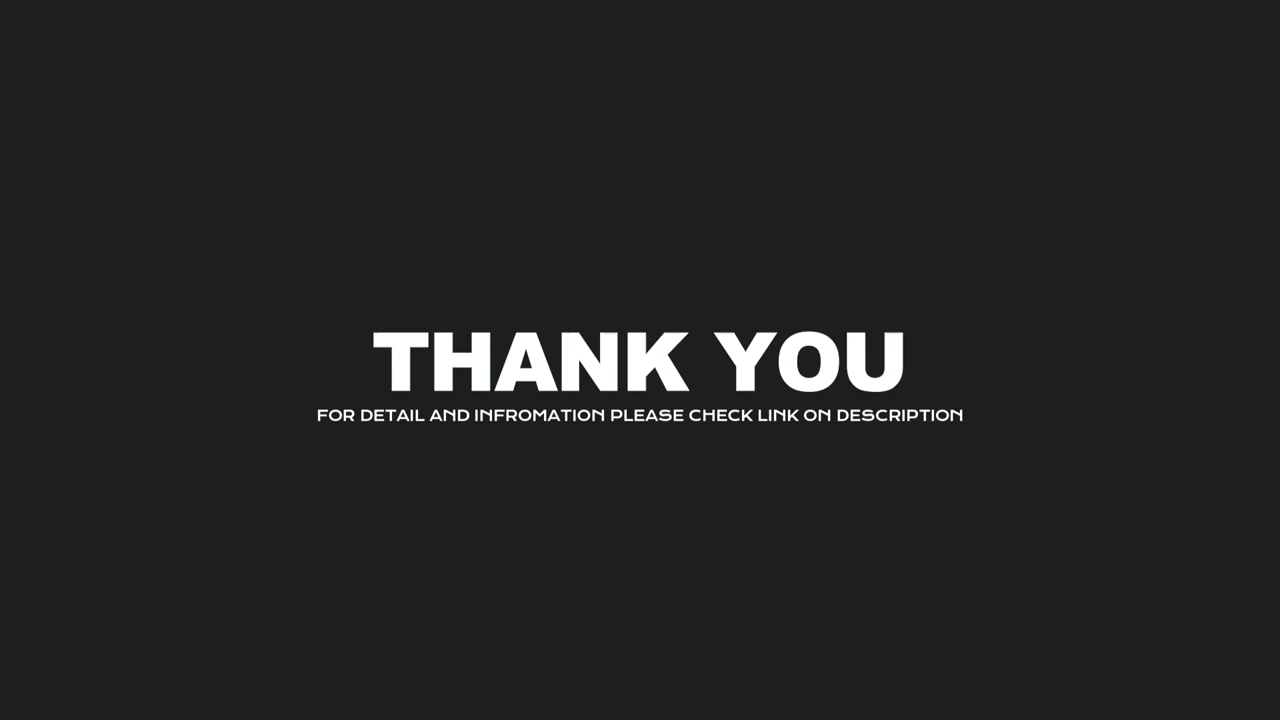 THANK YOU
FOR DETAIL AND INFROMATION PLEASE CHECK LINK ON DESCRIPTION